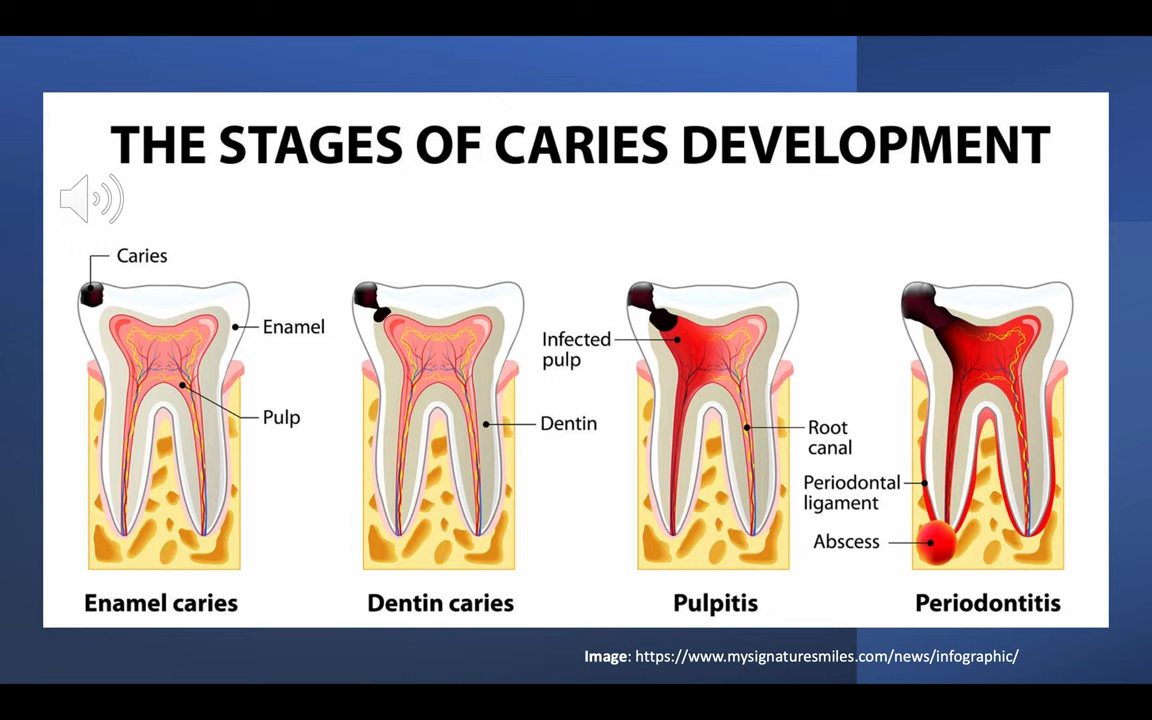 THE STAGES OF CARIES DEVELOPMENT
Caries
Enamel
Pulp
Dentin
Infected
pulp
Root
canal
Periodontal
ligament
Abscess
Enamel caries
Dentin caries
Pulpitis
Periodontitis
Image: https://www.mysignaturesmiles.com/news/infographic/